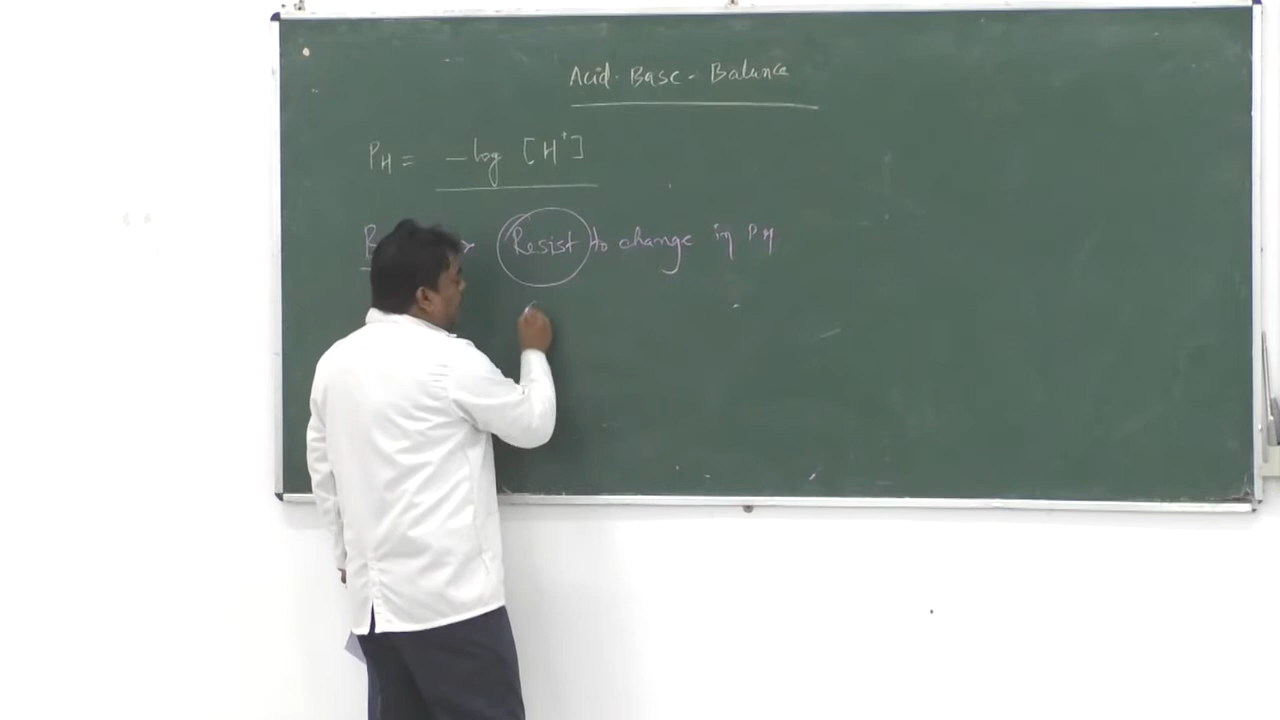 Acid-Base-Balance
PH = -log [H⁺]
Resist to change in PH